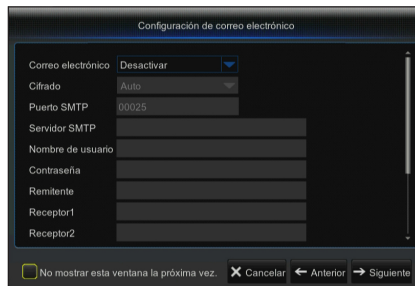 Configuración de correo electrónico
Correo electrónico Desactivar
Cifrado Auto
Puerto SMTP 00025
Servidor SMTP
Nombre de usuario
Contraseña
Remitente
Receptor1
Receptor2
No mostrar esta ventana la próxima vez. Cancelar Anterior Siguiente